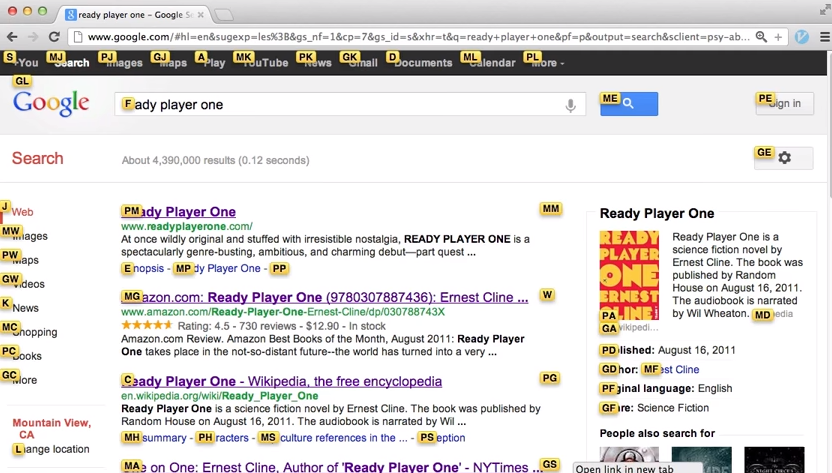 ready player one - Google Se
www.google.com/#hl=en&sugexp=les%3B&gs_nf=1&cp=7&gs_id=s&xhr=t&q=ready+player+one&pf=p&output=search&sclient=psy-ab...
S +You MJ Search PJ Images GJ Maps A Play MK YouTube PK News GK Gmail D Documents ML Calendar PL More
GL
Google F ady player one ME PE Sign in
Search About 4,390,000 results (0.12 seconds) GE
J Web
MW Images
PW Maps
GW Videos
K News
MC Shopping
PC Books
GC More
Mountain View,
CA
L hange location
PM ady Player One MM
www.readyplayerone.com/
At once wildly original and stuffed with irresistible nostalgia, READY PLAYER ONE is a
spectacularly genre-busting, ambitious, and charming debut—part quest ...
E nopsis - MP dy Player One - PP
MG azon.com: Ready Player One (9780307887436): Ernest Cline ... W
www.amazon.com/Ready-Player-One-Ernest-Cline/dp/030788743X
Rating: 4.5 - 730 reviews - $12.90 - In stock
Amazon.com Review. Amazon Best Books of the Month, August 2011: Ready Player
One takes place in the not-so-distant future--the world has turned into a very ...
C eady Player One - Wikipedia, the free encyclopedia PG
en.wikipedia.org/wiki/Ready_Player_One
Ready Player One is a science fiction novel by Ernest Cline. The book was published by
Random House on August 16, 2011. The audiobook is narrated by Wil ...
MH summary - PH racters - MS culture references in the ... - PS eption
MA e on One: Ernest Cline, Author of 'Ready Player One' - NYTimes ... GS
Ready Player One
READY
PLAYER
ONE
ERNEST
CLINE
PA
GA wikipedi...
Ready Player One is a
science fiction novel by
Ernest Cline. The book was
published by Random
House on August 16, 2011.
The audiobook is narrated
by Wil Wheaton. MD pedia
PD lished: August 16, 2011
GD hor: MF est Cline
PF ginal language: English
GF re: Science Fiction
People also search for
Open link in new tab